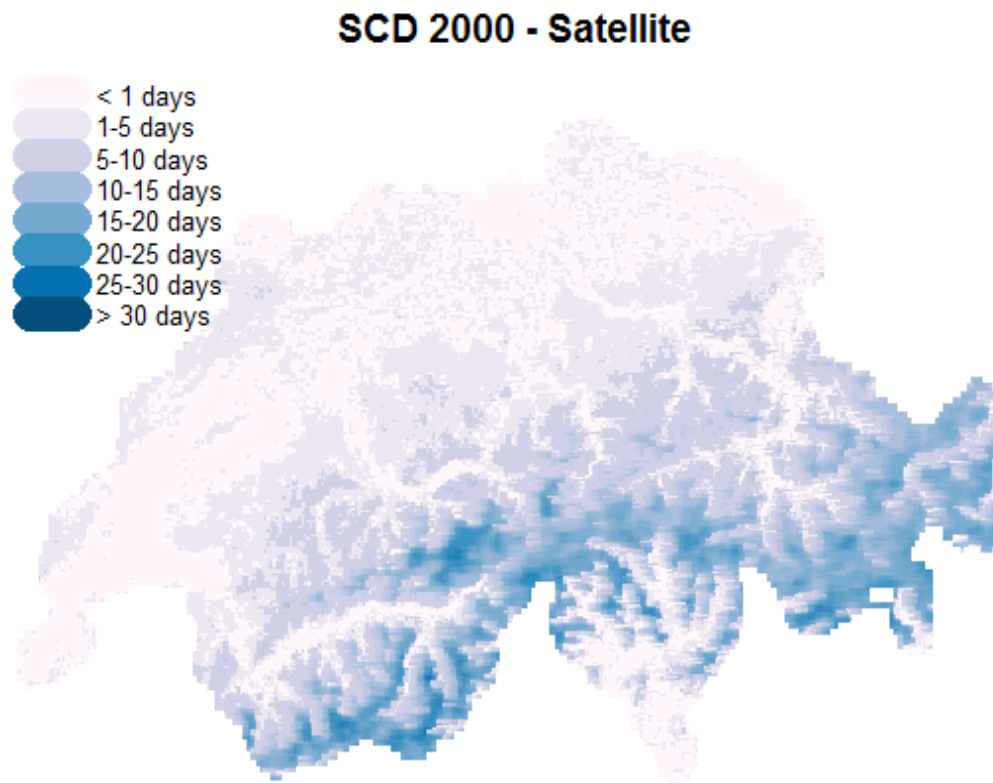 SCD 2000 - Satellite
< 1 days
1-5 days
5-10 days
10-15 days
15-20 days
20-25 days
25-30 days
> 30 days